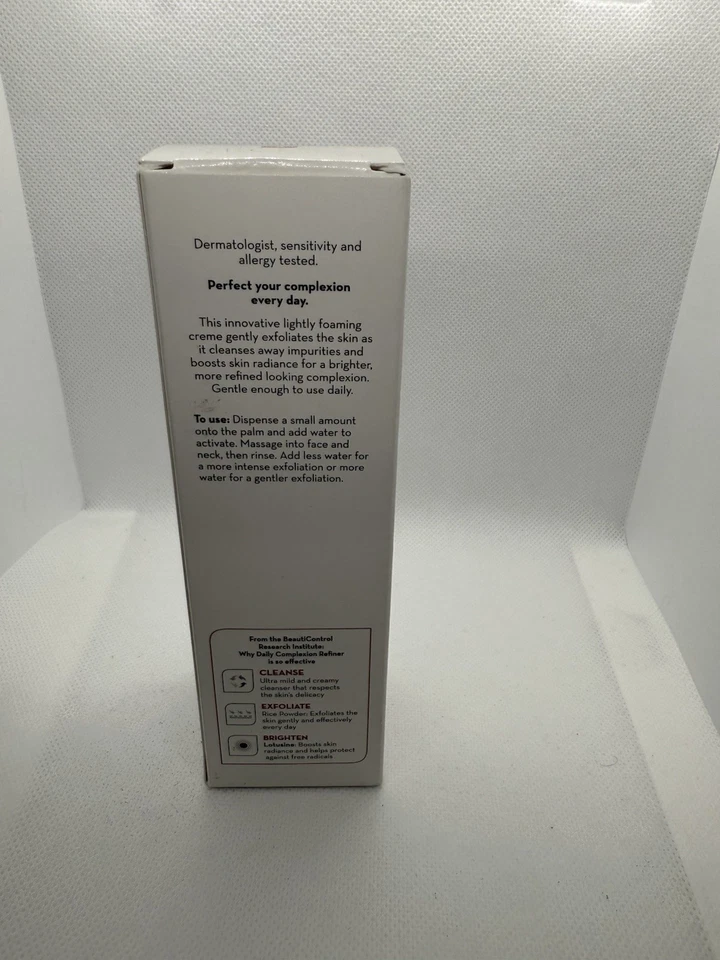 Dermatologist, sensitivity and
allergy tested.
Perfect your complexion
every day.
This innovative lightly foaming
creme gently exfoliates the skin as
it cleanses away impurities and
boosts skin radiance for a brighter,
more refined looking complexion.
Gentle enough to use daily.
To use: Dispense a small amount
onto the palm and add water to
activate. Massage into face and
neck, then rinse. Add less water for
a more intense exfoliation or more
water for a gentler exfoliation.
From the BeautiControl
Research Institute:
Why Daily Complexion Refiner
is so effective
CLEANSE
Ultra mild and creamy
cleanser that respects
the skin's delicacy
EXFOLIATE
Rice Powder: Exfoliates the
skin gently and effectively
every day
BRIGHTEN
Lotusine: Boosts skin
radiance and helps protect
against free radicals